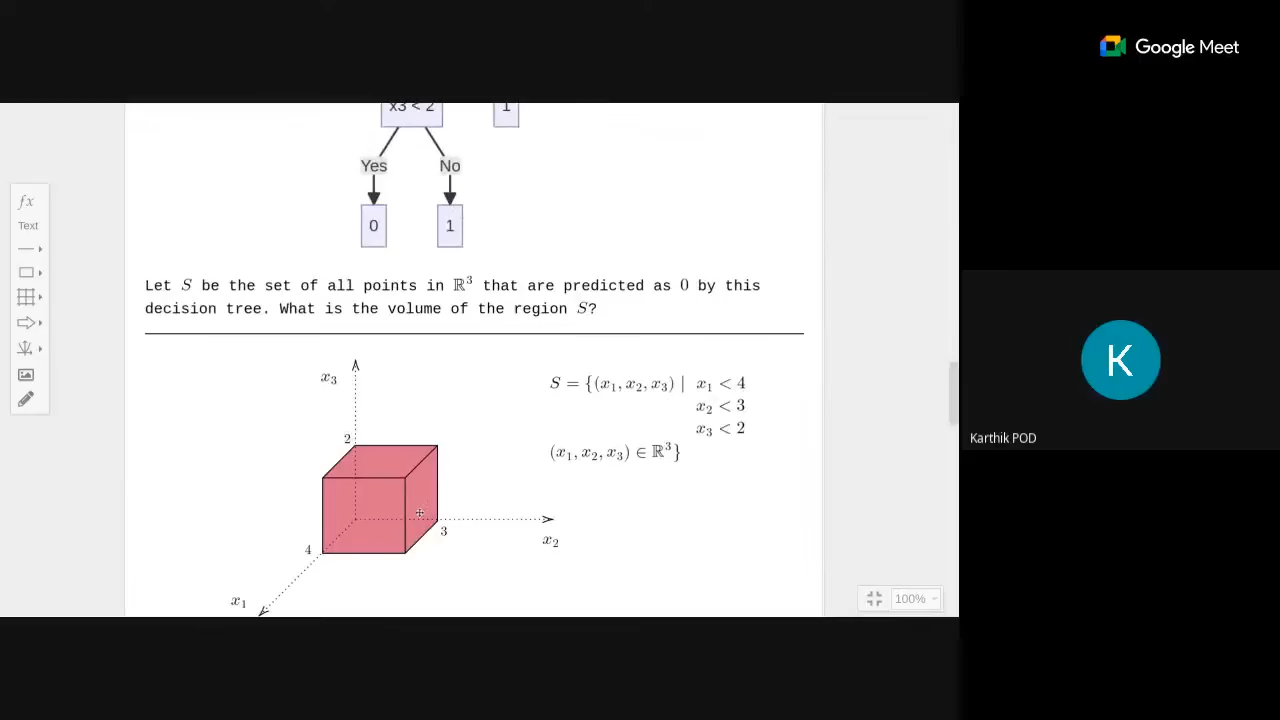 Google Meet
x3 < 2
1
Yes
No
0
1
fx
Text
Let S be the set of all points in ℝ³ that are predicted as 0 by this
decision tree. What is the volume of the region S?
x₃
2
3
4
x₂
x₁
S = {(x₁, x₂, x₃) | x₁ < 4
x₂ < 3
x₃ < 2
(x₁, x₂, x₃) ∈ ℝ³}
100%
K
Karthik POD